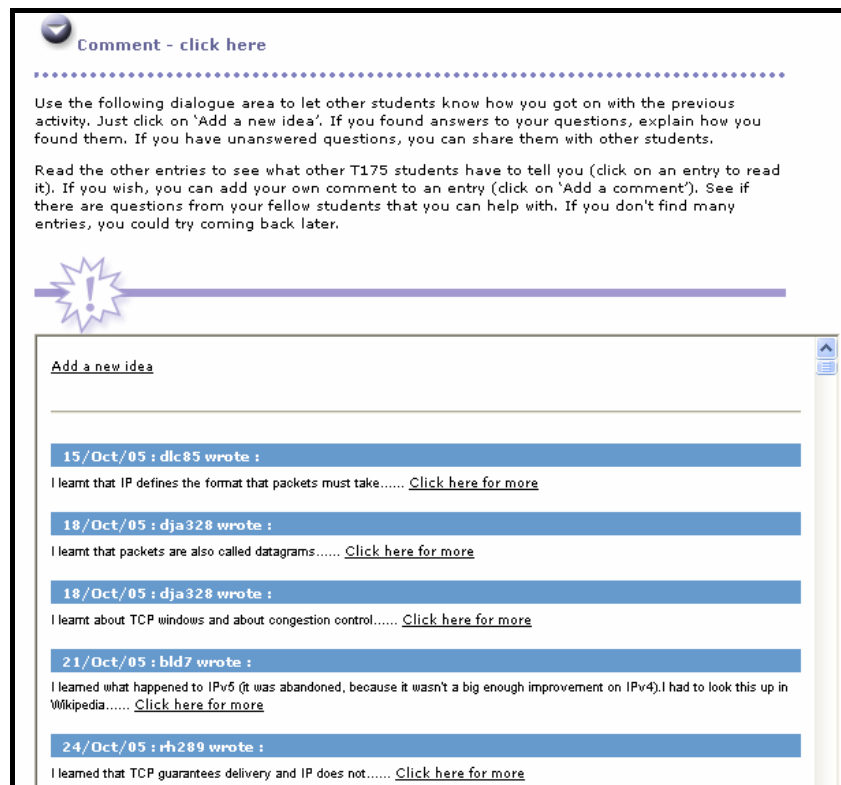 Comment - click here
Use the following dialogue area to let other students know how you got on with the previous
activity. Just click on 'Add a new idea'. If you found answers to your questions, explain how you
found them. If you have unanswered questions, you can share them with other students.
Read the other entries to see what other T175 students have to tell you (click on an entry to read
it). If you wish, you can add your own comment to an entry (click on 'Add a comment'). See if
there are questions from your fellow students that you can help with. If you don't find many
entries, you could try coming back later.
!
Add a new idea
15/Oct/05 : dlc85 wrote :
I learnt that IP defines the format that packets must take...... Click here for more
18/Oct/05 : dja328 wrote :
I learnt that packets are also called datagrams...... Click here for more
18/Oct/05 : dja328 wrote :
I learnt about TCP windows and about congestion control...... Click here for more
21/Oct/05 : bld7 wrote :
I learned what happened to IPv5 (it was abandoned, because it wasn't a big enough improvement on IPv4).I had to look this up in
Wikipedia...... Click here for more
24/Oct/05 : rh289 wrote :
I learned that TCP guarantees delivery and IP does not...... Click here for more